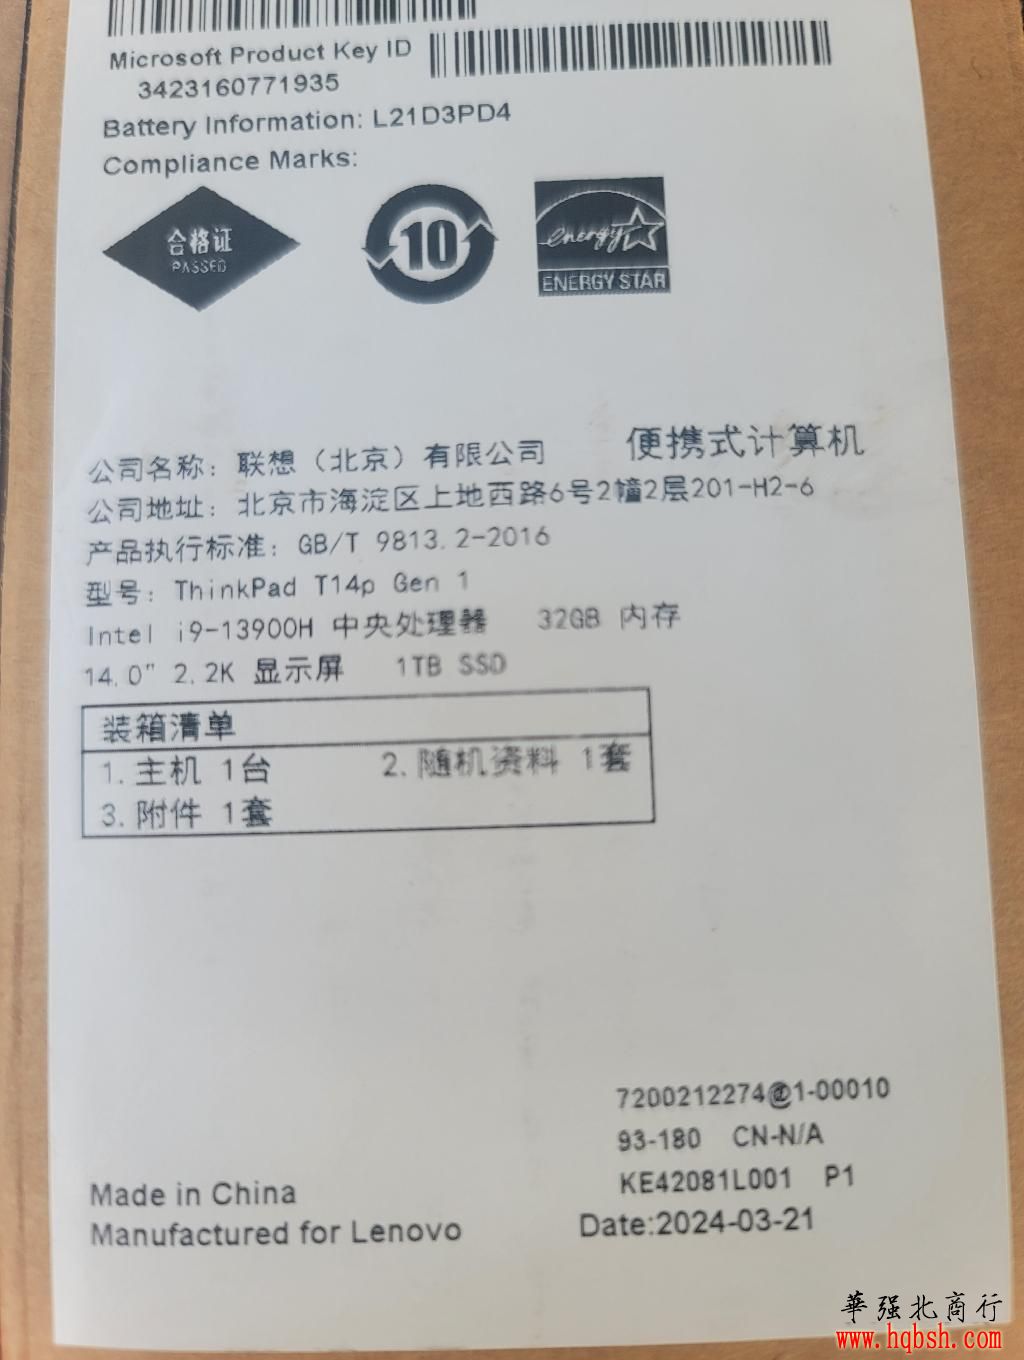 Microsoft Product Key ID
3423160771935
Battery Information: L21D3PD4
Compliance Marks:
合格证
PASSED
10
energy
ENERGY STAR
公司名称：联想（北京）有限公司 便携式计算机
公司地址：北京市海淀区上地西路6号2幢2层201-H2-6
产品执行标准：GB/T 9813.2-2016
型号：ThinkPad T14p Gen 1
Intel i9-13900H 中央处理器 32GB 内存
14.0" 2.2K 显示屏 1TB SSD
装箱清单
1.主机 1台 2.随机资料 1套
3.附件 1套
7200212274@1-00010
93-180 CN-N/A
KE42081L001 P1
Made in China
Manufactured for Lenovo Date:2024-03-21
華强北商行
www.hqbsh.com